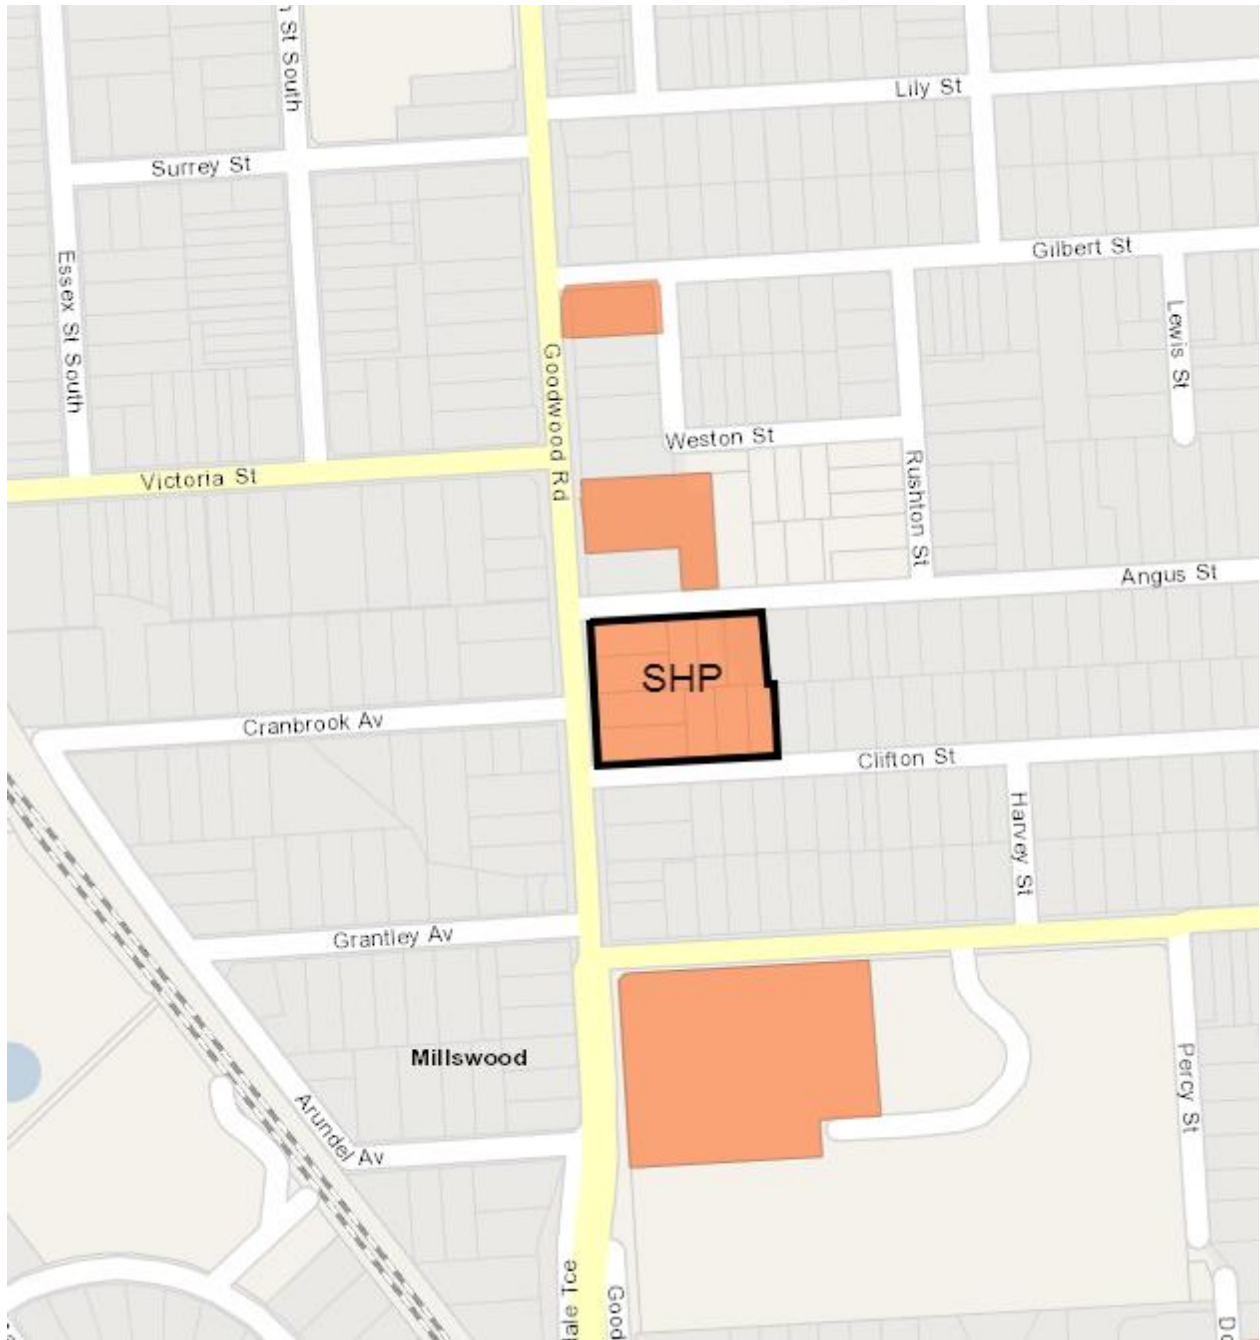 St South
Lily St
Surrey St
Gilbert St
Essex St South
Lewis St
Goodwood Rd
Weston St
Victoria St
Rushton St
Angus St
SHP
Cranbrook Av
Clifton St
Harvey St
Grantley Av
Millswood
Percy St
Arundel Av
Tce